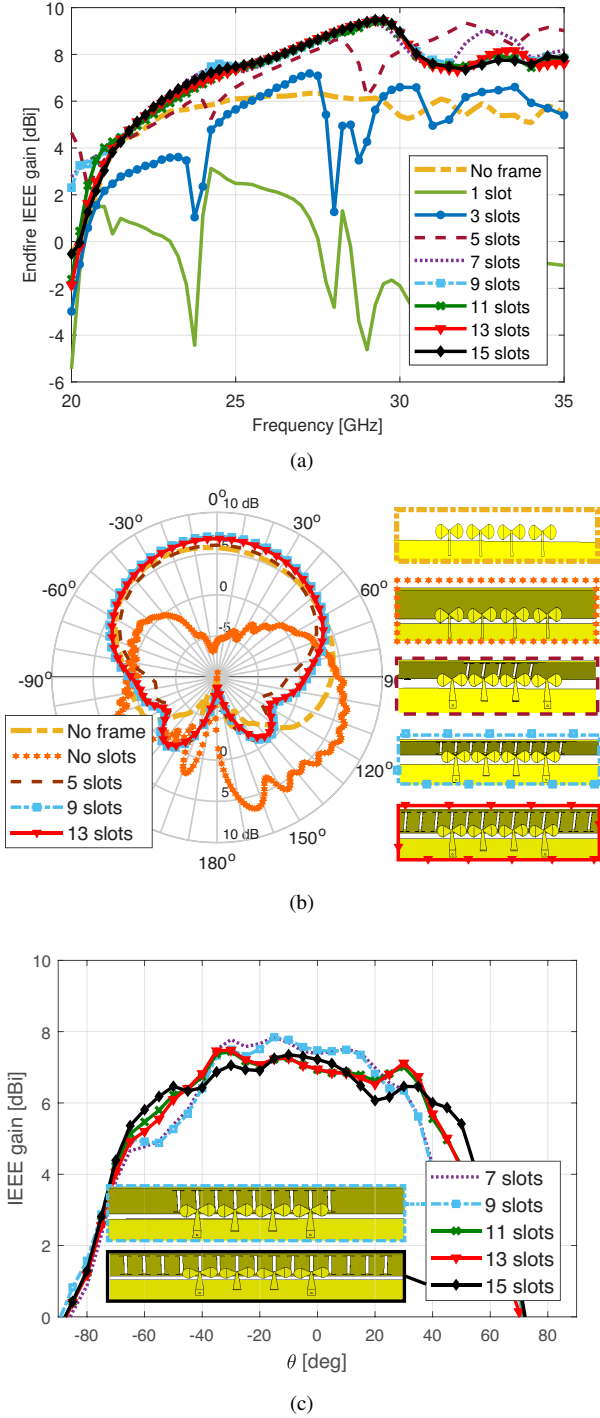 10
8
6
4
2
0
-2
-4
-6
Endfire IEEE gain [dBi]
No frame
1 slot
3 slots
5 slots
7 slots
9 slots
11 slots
13 slots
15 slots
20 25 30 35
Frequency [GHz]
(a)
0° 10 dB
-30° 30°
5
-60° 60°
0
-5
-90° 90
0
5
10 dB
120°
150°
180°
No frame
No slots
5 slots
9 slots
13 slots
(b)
10
8
6
4
2
0
IEEE gain [dBi]
7 slots
9 slots
11 slots
13 slots
15 slots
-80 -60 -40 -20 0 20 40 60 80
θ [deg]
(c)